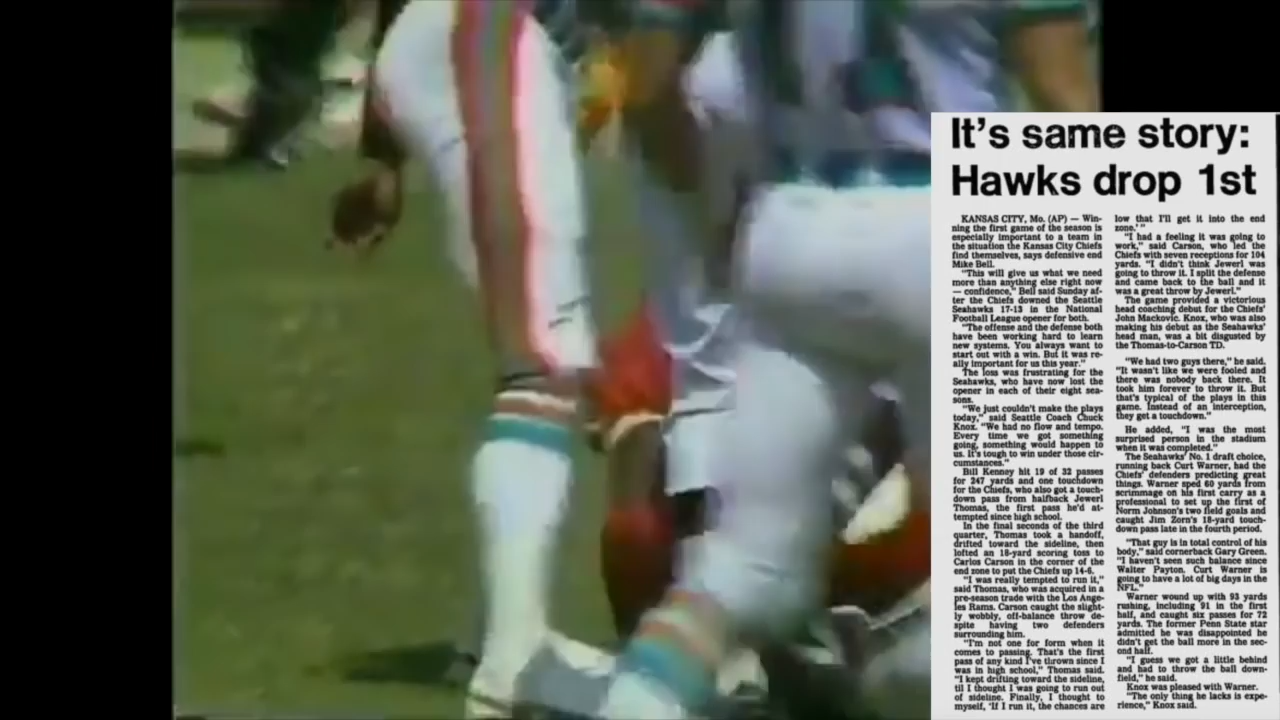 It's same story:
Hawks drop 1st
KANSAS CITY, Mo. (AP) — Win-
ning the first game of the season is
especially important to a team in
the situation the Kansas City Chiefs
find themselves, says defensive end
Mike Bell.
"This will give us what we need
more than anything else right now
— confidence," Bell said Sunday af-
ter the Chiefs downed the Seattle
Seahawks 17-13 in the National
Football League opener for both.
"The offense and the defense both
have been working hard to learn
new systems. You always want to
start out with a win. But it was re-
ally important for us this year."
The loss was frustrating for the
Seahawks, who have now lost the
opener in each of their eight sea-
sons.
"We just couldn't make the plays
today," said Seattle Coach Chuck
Knox. "We had no flow and tempo.
Every time we got something
going, something would happen to
us. It's tough to win under those cir-
cumstances."
Bill Kenney hit 19 of 32 passes
for 247 yards and one touchdown
for the Chiefs, who also got a touch-
down pass from halfback Jewerl
Thomas, the first pass he'd at-
tempted since high school.
In the final seconds of the third
quarter, Thomas took a handoff,
drifted toward the sideline, then
lofted an 18-yard scoring toss to
Carlos Carson in the corner of the
end zone to put the Chiefs up 14-6.
"I was really tempted to run it,"
said Thomas, who was acquired in a
pre-season trade with the Los Ange-
les Rams. Carson caught the slight-
ly wobbly, off-balance throw de-
spite having two defenders
surrounding him.
"I'm not one for form when it
comes to passing. That's the first
pass of any kind I've thrown since I
was in high school," Thomas said.
"I kept drifting toward the sideline,
til I thought I was going to run out
of sideline. Finally, I thought to
myself, 'If I run it, the chances are
low that I'll get it into the end
zone.'"
"I had a feeling it was going to
work," said Carson, who led the
Chiefs with seven receptions for 104
yards. "I didn't think Jewerl was
going to throw it. I split the defense
and came back to the ball and it
was a great throw by Jewerl."
The game provided a victorious
head coaching debut for the Chiefs'
John Mackovic. Knox, who was also
making his debut as the Seahawks'
head man, was a bit disgusted by
the Thomas-to-Carson TD.
"We had two guys there," he said.
"It wasn't like we were fooled and
there was nobody back there. It
took him forever to throw it. But
that's typical of the plays in this
game. Instead of an interception,
they get a touchdown."
He added, "I was the most
surprised person in the stadium
when it was completed."
The Seahawks' No. 1 draft choice,
running back Curt Warner, had the
Chiefs' defenders predicting great
things. Warner sped 60 yards from
scrimmage on his first carry as a
professional to set up the first of
Norm Johnson's two field goals and
caught Jim Zorn's 18-yard touch-
down pass late in the fourth period.
"That guy is in total control of his
body," said cornerback Gary Green.
"I haven't seen such balance since
Walter Payton. Curt Warner is
going to have a lot of big days in the
NFL."
Warner wound up with 93 yards
rushing, including 91 in the first
half, and caught six passes for 72
yards. The former Penn State star
admitted he was disappointed he
didn't get the ball more in the sec-
ond half.
"I guess we got a little behind
and had to throw the ball down-
field," he said.
Knox was pleased with Warner.
"The only thing he lacks is expe-
rience," Knox said.